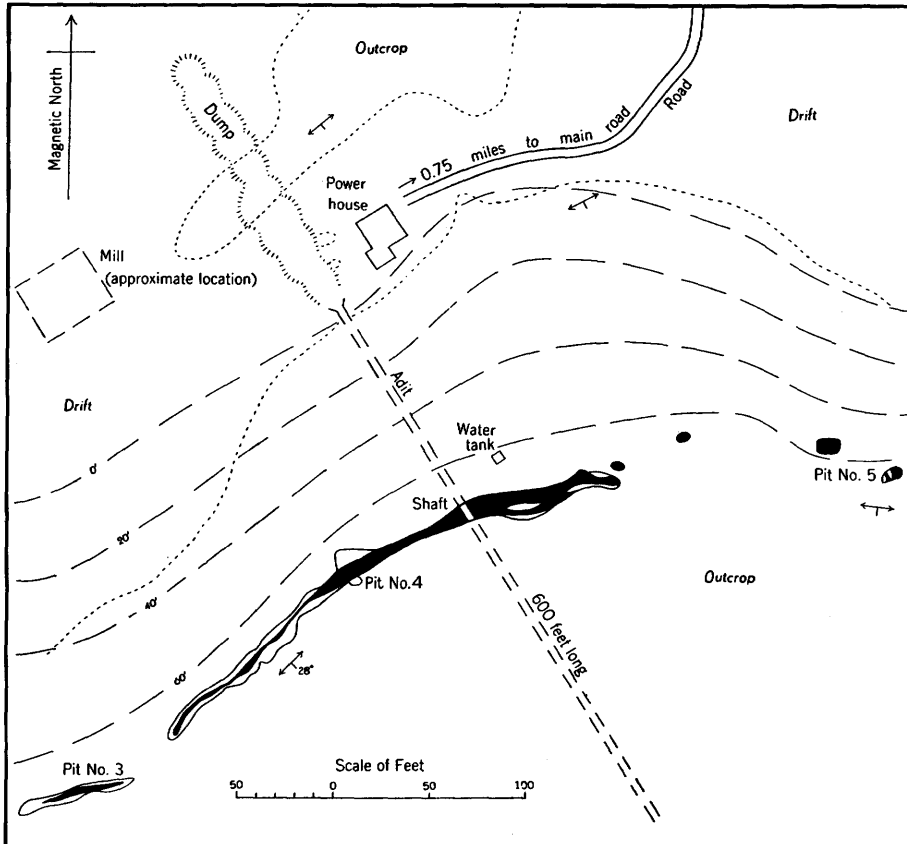 Magnetic North
Outcrop
Dump
Drift
0.75 miles to main road
Road
Power
house
Mill
(approximate location)
Adit
Drift
Water
tank
0'
20'
40'
60'
Shaft
Pit No. 5
Pit No. 4
Outcrop
600 feet long
28°
Pit No. 3
Scale of Feet
50 0 50 100